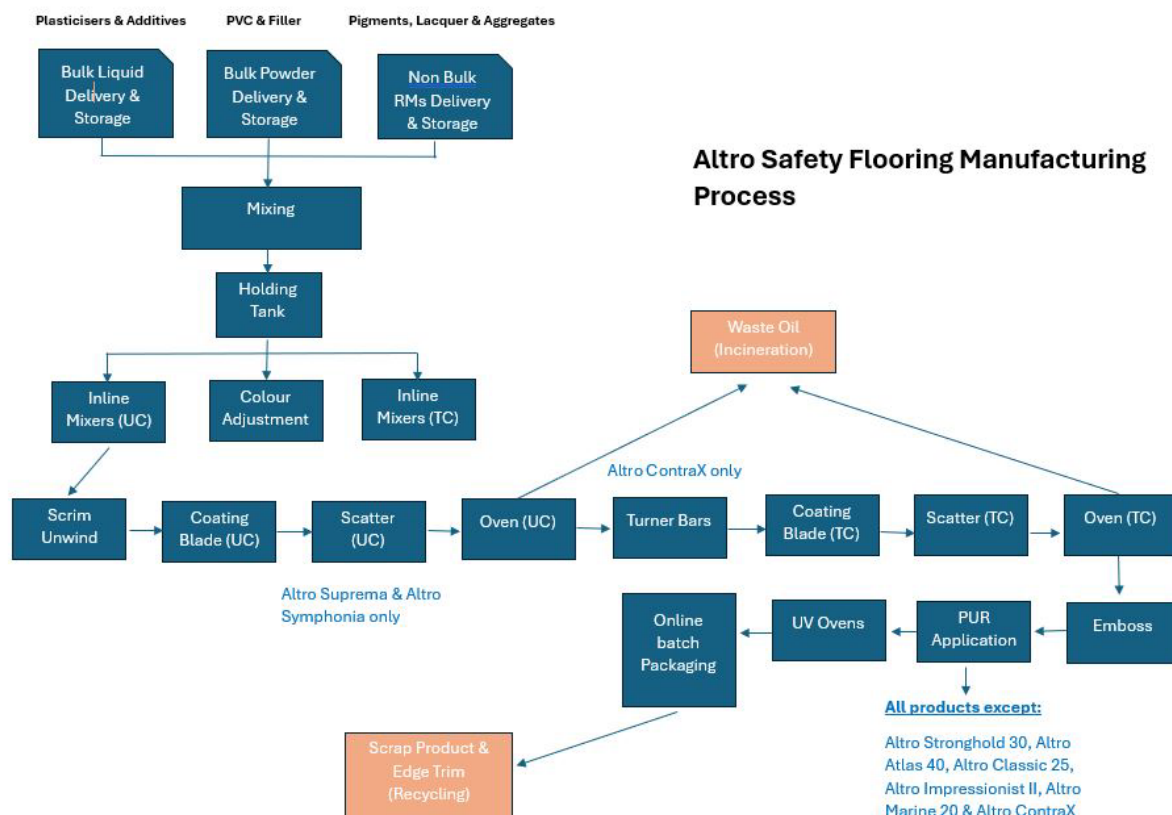 Plasticisers & Additives
PVC & Filler
Pigments, Lacquer & Aggregates
Bulk Liquid
Delivery &
Storage
Bulk Powder
Delivery &
Storage
Non Bulk
RMs Delivery
& Storage
Altro Safety Flooring Manufacturing
Process
Mixing
Holding
Tank
Waste Oil
(Incineration)
Inline
Mixers (UC)
Colour
Adjustment
Inline
Mixers (TC)
Altro ContraX only
Scrim
Unwind
Coating
Blade (UC)
Scatter
(UC)
Oven (UC)
Turner Bars
Coating
Blade (TC)
Scatter (TC)
Oven (TC)
Altro Suprema & Altro
Symphonia only
Online
batch
Packaging
UV Ovens
PUR
Application
Emboss
All products except:
Altro Stronghold 30, Altro
Atlas 40, Altro Classic 25,
Altro Impressionist II, Altro
Marine 20 & Altro ContraX
Scrap Product &
Edge Trim
(Recycling)